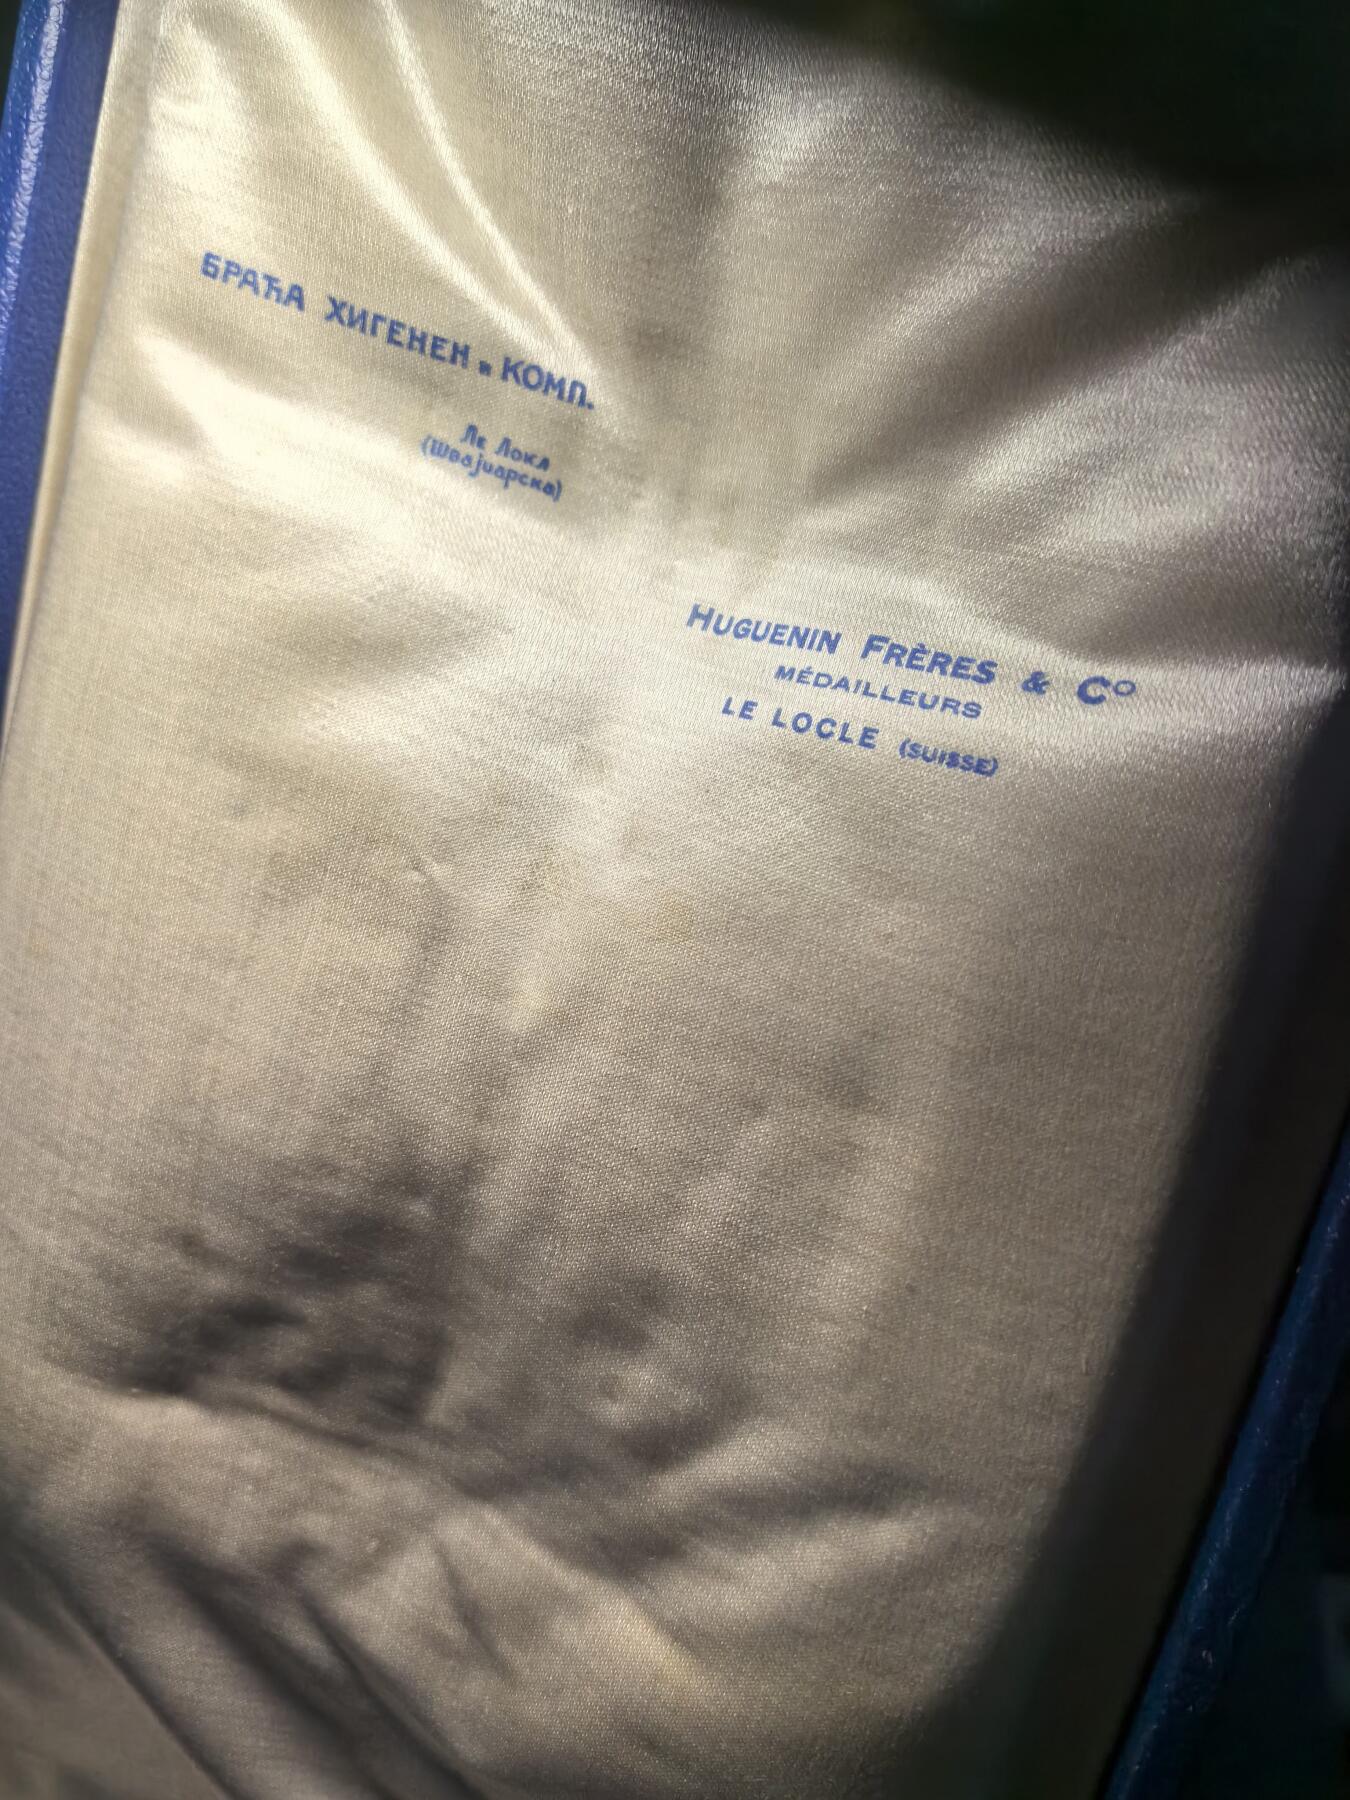 БРАЋА ХИГЕНЕН и КОМП.
Ле Локл
(Швајцарска)
HUGUENIN FRÈRES & Cº
MÉDAILLEURS
LE LOCLE (SUISSE)